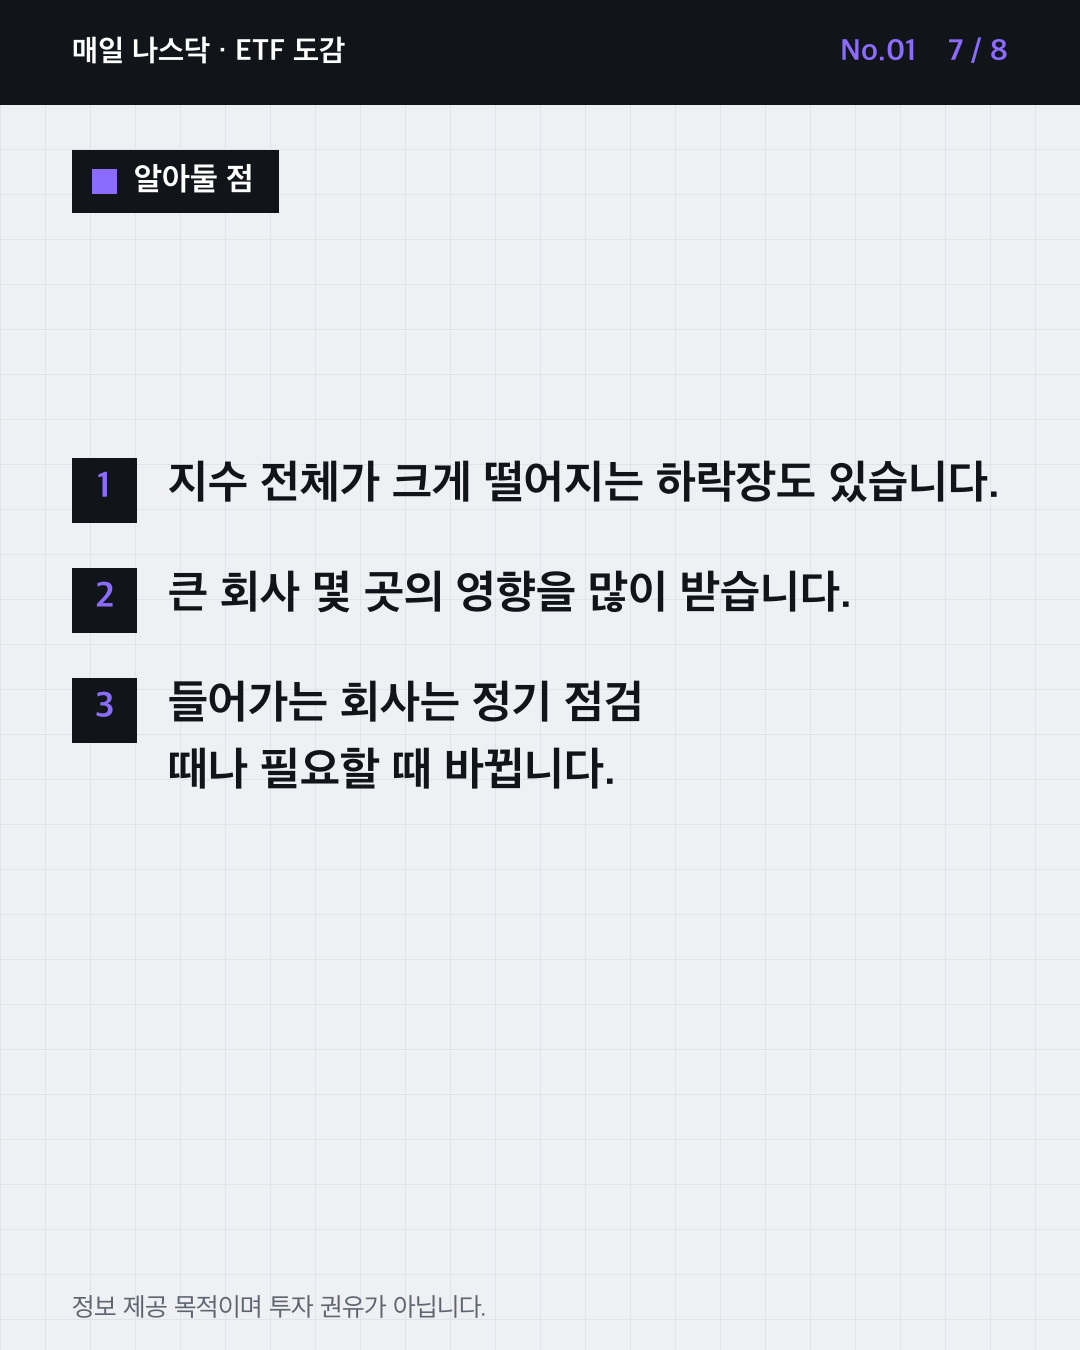 매일 나스닥 · ETF 도감
No.01 7 / 8
알아둘 점
1 지수 전체가 크게 떨어지는 하락장도 있습니다.
2 큰 회사 몇 곳의 영향을 많이 받습니다.
3 들어가는 회사는 정기 점검
때나 필요할 때 바뀝니다.
정보 제공 목적이며 투자 권유가 아닙니다.